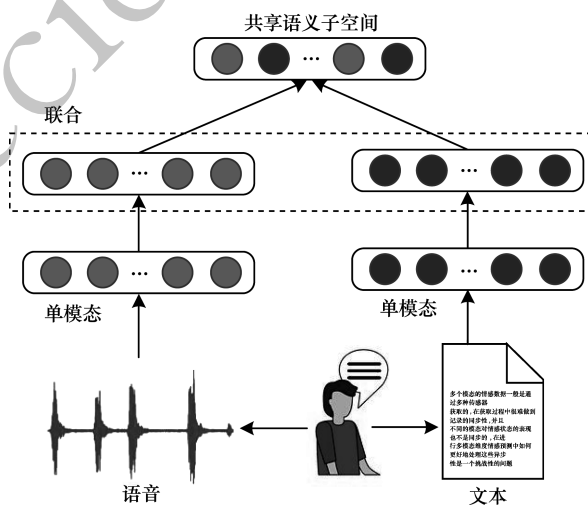 共享语义子空间
···
联合
···
···
···
···
单模态
单模态
多个模态的情感数据一般是通
过多种传感器
获取的,在获取过程中很难做到
记录的同步性,并且
不同的模态对情感状态的表现
也不是同步的,在进
行多模态维度情感预测中如何
更好地处理这些异步
性是一个挑战性的问题
语音
文本